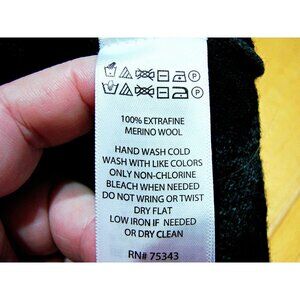 100% EXTRAFINE
MERINO WOOL
HAND WASH COLD
WASH WITH LIKE COLORS
ONLY NON-CHLORINE
BLEACH WHEN NEEDED
DO NOT WRING OR TWIST
DRY FLAT
LOW IRON IF NEEDED
OR DRY CLEAN
RN# 75343